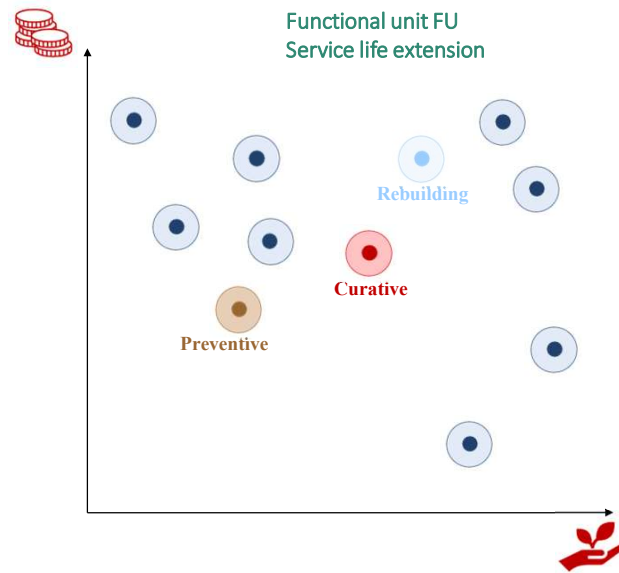 Functional unit FU
Service life extension
Rebuilding
Curative
Preventive